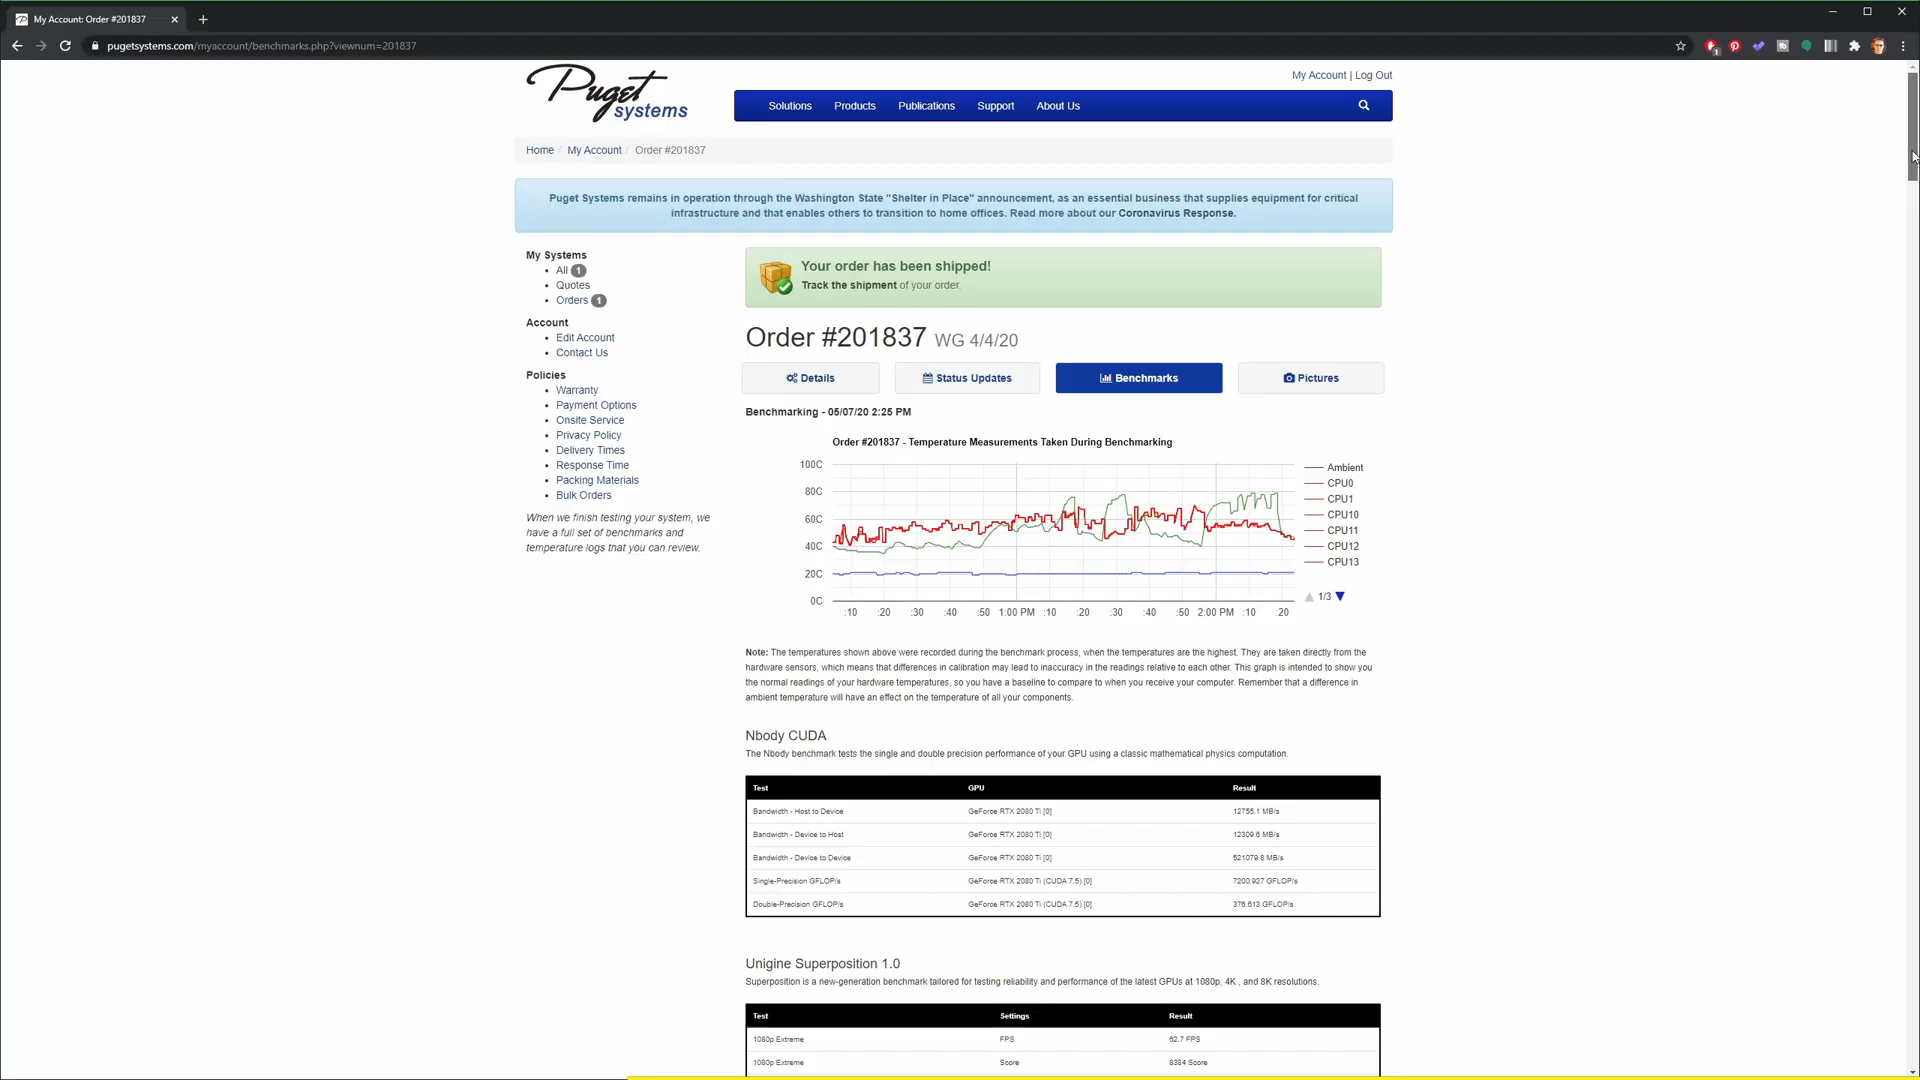 My Account: Order #201837
pugetsystems.com/myaccount/benchmarks.php?viewnum=201837
Puget
systems
My Account | Log Out
Solutions Products Publications Support About Us
Home / My Account / Order #201837
Puget Systems remains in operation through the Washington State "Shelter in Place" announcement, as an essential business that supplies equipment for critical
infrastructure and that enables others to transition to home offices. Read more about our Coronavirus Response.
My Systems
All 1
Quotes
Orders 1
Account
Edit Account
Contact Us
Policies
Warranty
Payment Options
Onsite Service
Privacy Policy
Delivery Times
Response Time
Packing Materials
Bulk Orders
When we finish testing your system, we
have a full set of benchmarks and
temperature logs that you can review.
Your order has been shipped!
Track the shipment of your order.
Order #201837 WG 4/4/20
Details Status Updates Benchmarks Pictures
Benchmarking - 05/07/20 2:25 PM
Order #201837 - Temperature Measurements Taken During Benchmarking
100C
80C
60C
40C
20C
0C
:10 :20 :30 :40 :50 1:00 PM :10 :20 :30 :40 :50 2:00 PM :10 :20
Ambient
CPU0
CPU1
CPU10
CPU11
CPU12
CPU13
1/3
Note: The temperatures shown above were recorded during the benchmark process, when the temperatures are the highest. They are taken directly from the
hardware sensors, which means that differences in calibration may lead to inaccuracy in the readings relative to each other. This graph is intended to show you
the normal readings of your hardware temperatures, so you have a baseline to compare to when you receive your computer. Remember that a difference in
ambient temperature will have an effect on the temperature of all your components.
Nbody CUDA
The Nbody benchmark tests the single and double precision performance of your GPU using a classic mathematical physics computation.
Test GPU Result
Bandwidth - Host to Device GeForce RTX 2080 Ti [0] 12755.1 MB/s
Bandwidth - Device to Host GeForce RTX 2080 Ti [0] 12309.6 MB/s
Bandwidth - Device to Device GeForce RTX 2080 Ti [0] 521079.8 MB/s
Single-Precision GFLOP/s GeForce RTX 2080 Ti (CUDA 7.5) [0] 7200.927 GFLOP/s
Double-Precision GFLOP/s GeForce RTX 2080 Ti (CUDA 7.5) [0] 376.613 GFLOP/s
Unigine Superposition 1.0
Superposition is a new-generation benchmark tailored for testing reliability and performance of the latest GPUs at 1080p, 4K , and 8K resolutions.
Test Settings Result
1080p Extreme FPS 62.7 FPS
1080p Extreme Score 8384 Score